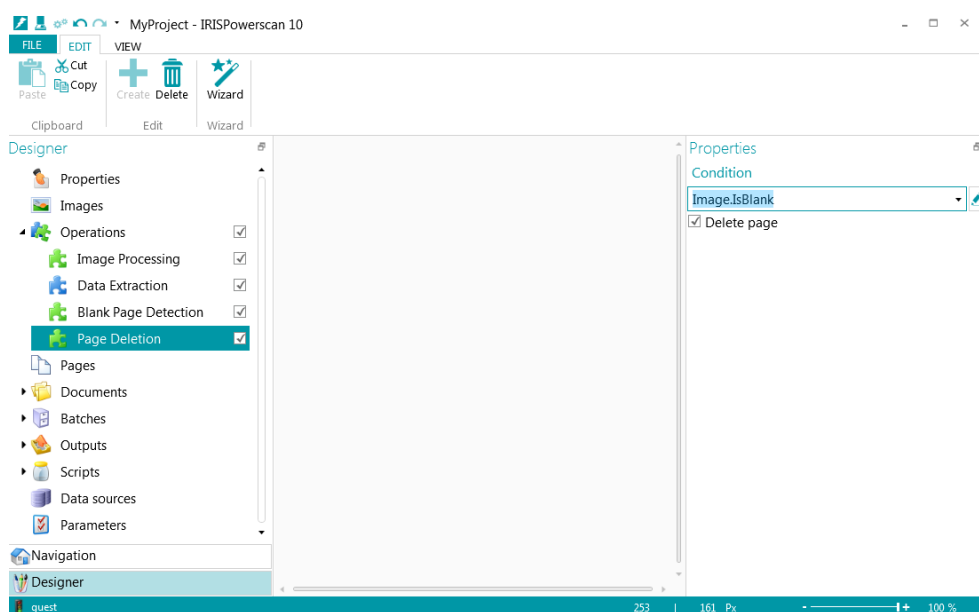 MyProject - IRISPowerscan 10
FILE EDIT VIEW
Paste Cut Copy Create Delete Wizard
Clipboard Edit Wizard
Designer
Properties
Images
Operations
Image Processing
Data Extraction
Blank Page Detection
Page Deletion
Pages
Documents
Batches
Outputs
Scripts
Data sources
Parameters
Navigation
Designer
Properties
Condition
Image.IsBlank
Delete page
guest 253 | 161 Px - + 100 %